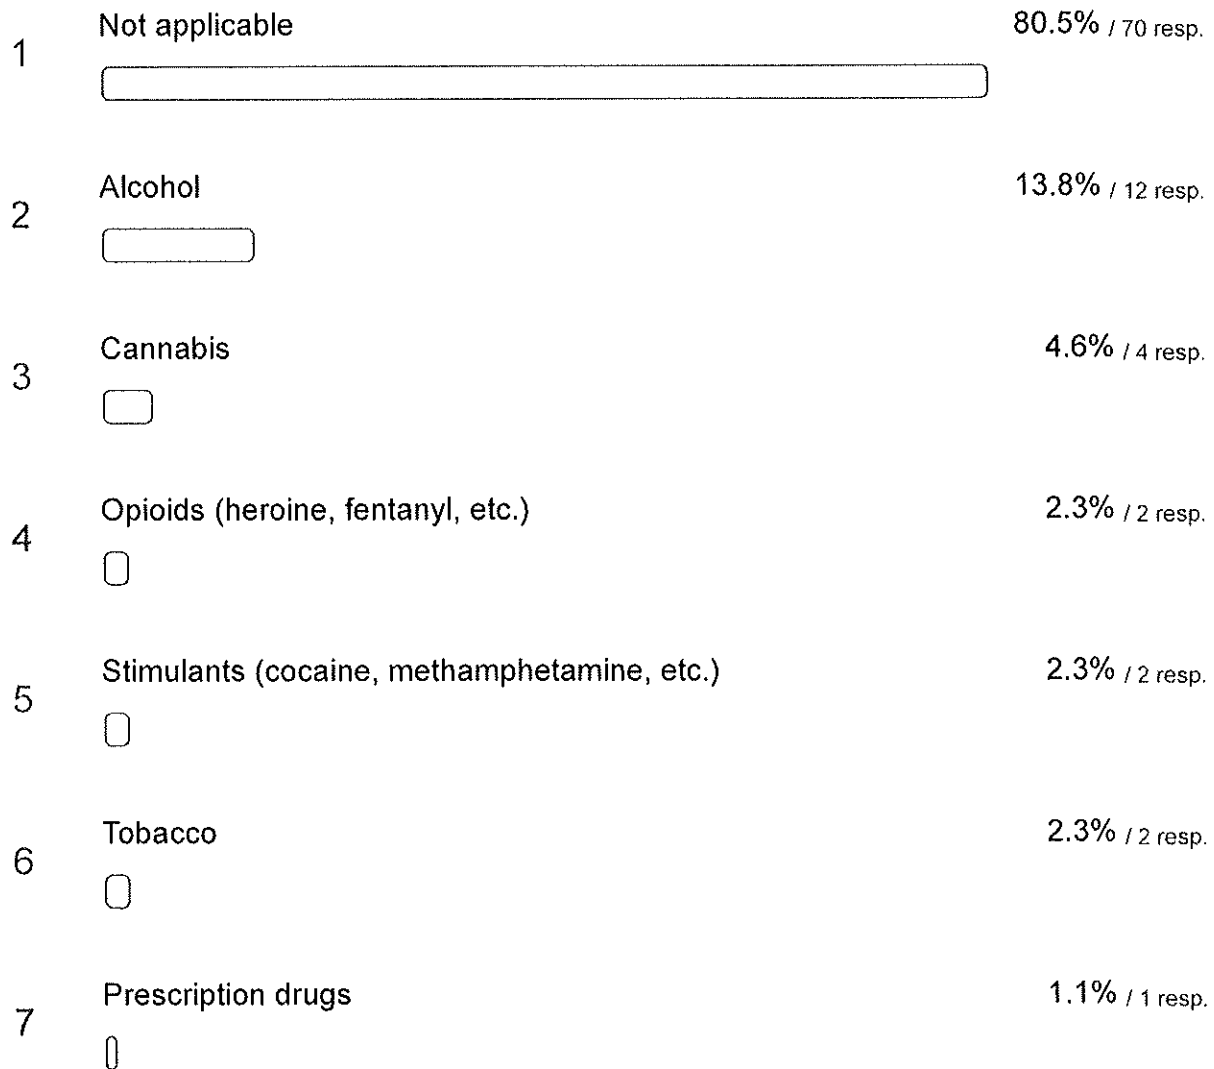 1 Not applicable 80.5% / 70 resp.
2 Alcohol 13.8% / 12 resp.
3 Cannabis 4.6% / 4 resp.
4 Opioids (heroine, fentanyl, etc.) 2.3% / 2 resp.
5 Stimulants (cocaine, methamphetamine, etc.) 2.3% / 2 resp.
6 Tobacco 2.3% / 2 resp.
7 Prescription drugs 1.1% / 1 resp.